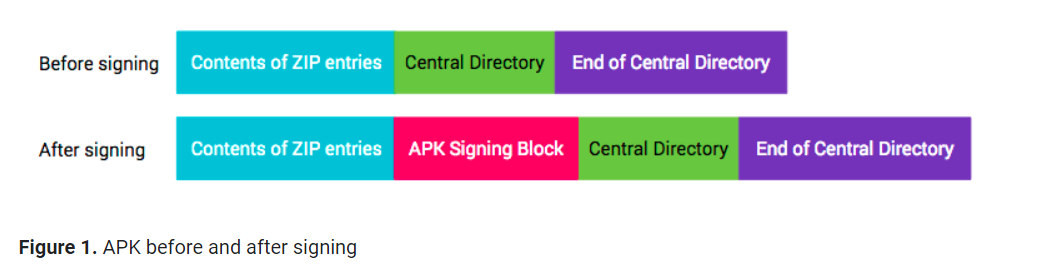 Before signing Contents of ZIP entries Central Directory End of Central Directory
After signing Contents of ZIP entries APK Signing Block Central Directory End of Central Directory
Figure 1. APK before and after signing